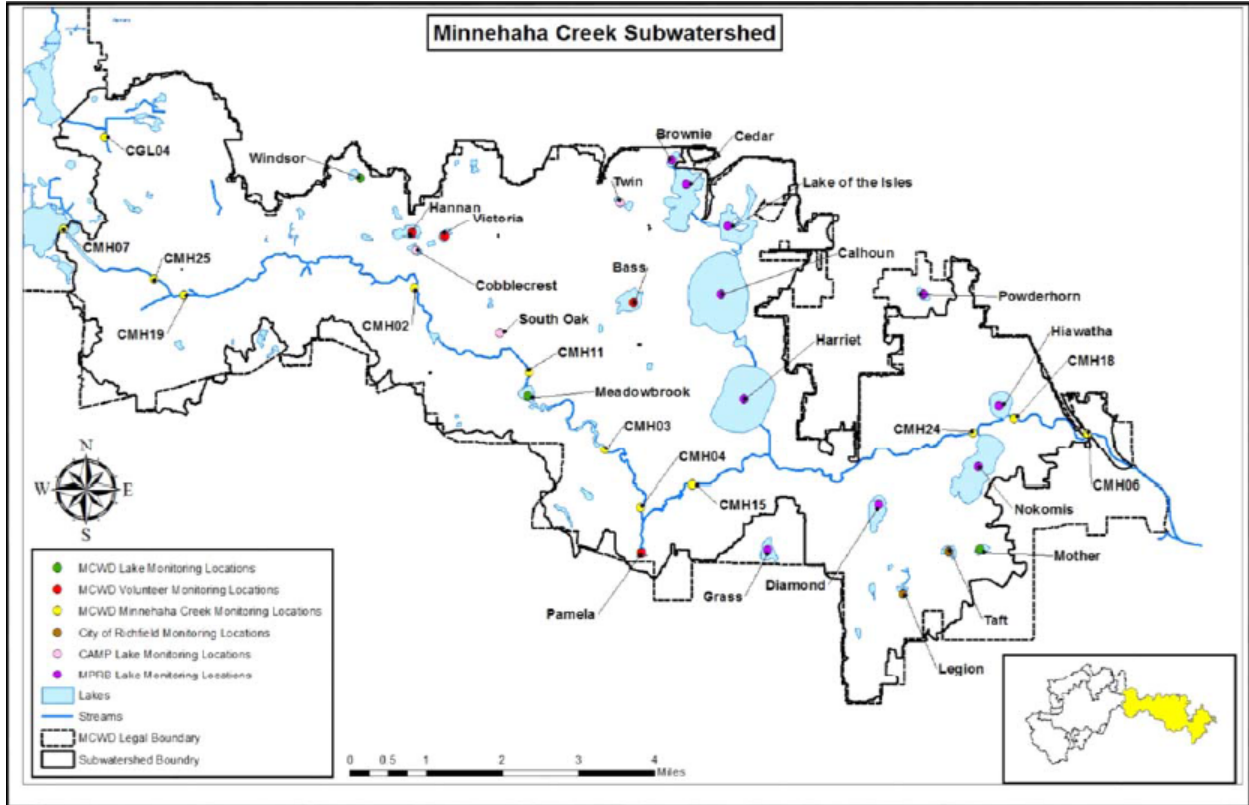 Minnehaha Creek Subwatershed
Brownie
Cedar
CGL04
Windsor
Twin
Lake of the Isles
Hannan
Victoria
CMH07
CMH25
Calhoun
Cobblecrest
Bass
Powderhorn
CMH19
CMH02
South Oak
Harriet
Hiawatha
CMH11
CMH18
Meadowbrook
CMH03
CMH24
CMH04
CMH06
CMH15
Nokomis
N
W E
S
Mother
Diamond
Grass
Pamela
Taft
Legion
MCWD Lake Monitoring Locations
MCWD Volunteer Monitoring Locations
MCWD Minnehaha Creek Monitoring Locations
City of Richfield Monitoring Locations
CAMP Lake Monitoring Locations
MPRB Lake Monitoring Locations
Lakes
Streams
MCWD Legal Boundary
Subwatershed Boundry
0 0.5 1 2 3 4
Miles